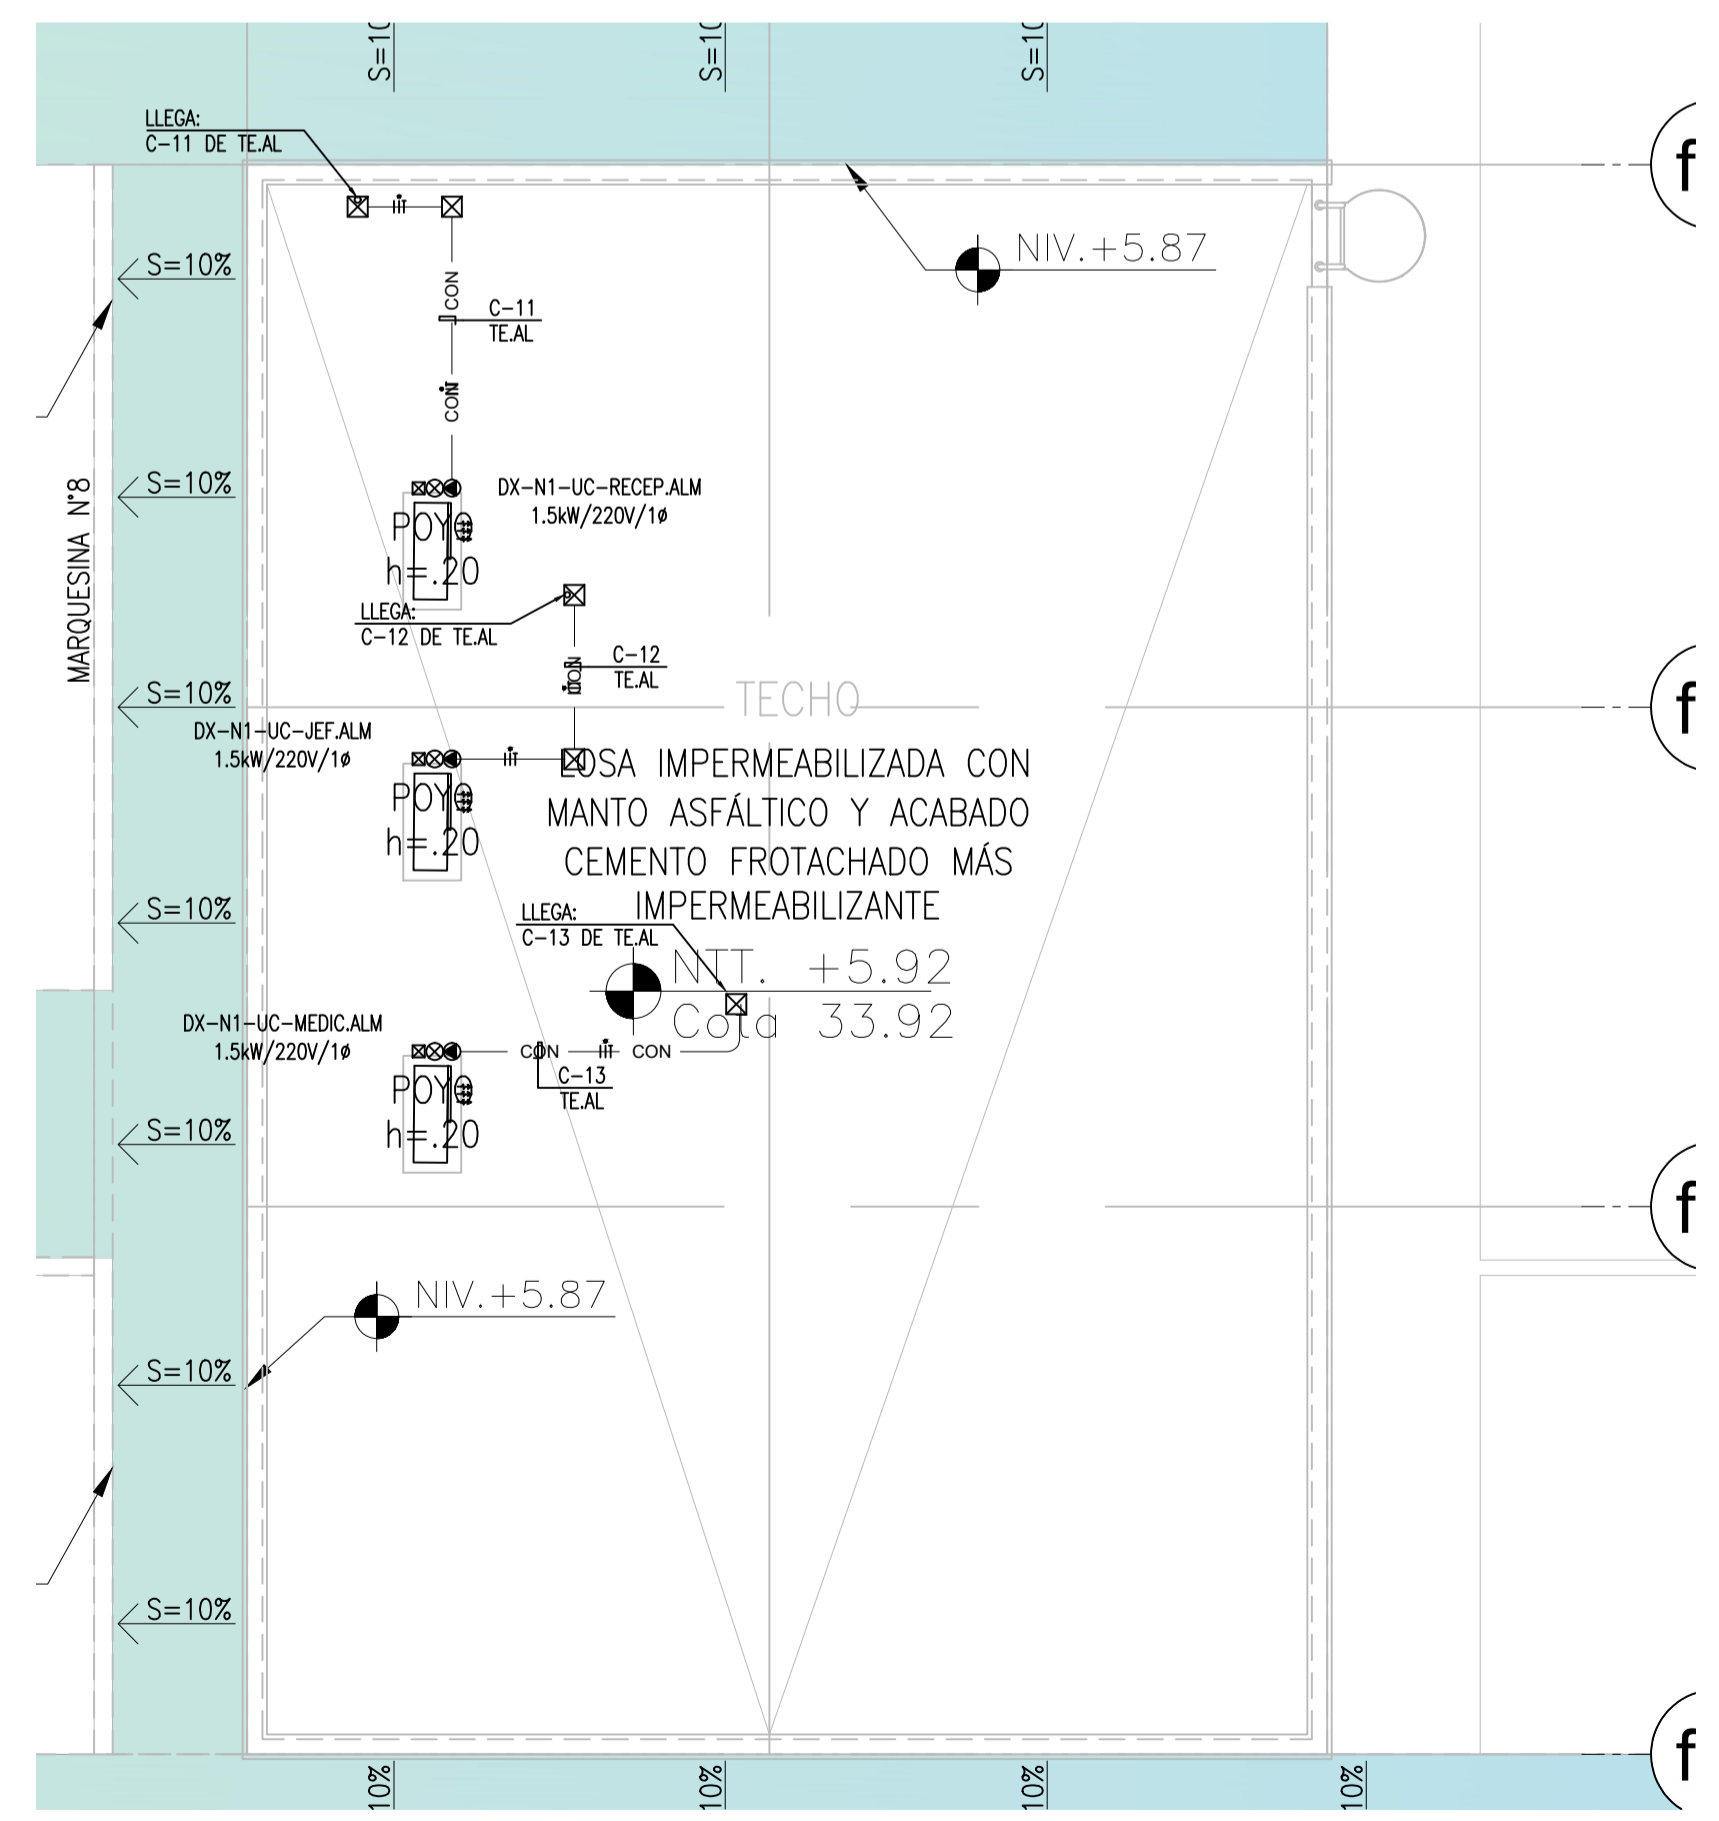 S=10
S=10
S=10
LLEGA:
C-11 DE TE.AL
f
NIV.+5.87
S=10%
CON
C-11
TE.AL
CON
MARQUESINA N°8
S=10%
DX-N1-UC-RECEP.ALM
1.5kW/220V/1ø
POYO
h=.20
LLEGA:
C-12 DE TE.AL
C-12
TE.AL
CON
S=10%
TECHO
f
DX-N1-UC-JEF.ALM
1.5kW/220V/1ø
POYO
h=.20
LOSA IMPERMEABILIZADA CON
MANTO ASFÁLTICO Y ACABADO
CEMENTO FROTACHADO MÁS
IMPERMEABILIZANTE
S=10%
LLEGA:
C-13 DE TE.AL
NTT. +5.92
Cota 33.92
DX-N1-UC-MEDIC.ALM
1.5kW/220V/1ø
CON
CON
C-13
TE.AL
POYO
h=.20
S=10%
f
NIV.+5.87
S=10%
S=10%
f
10%
10%
10%
10%